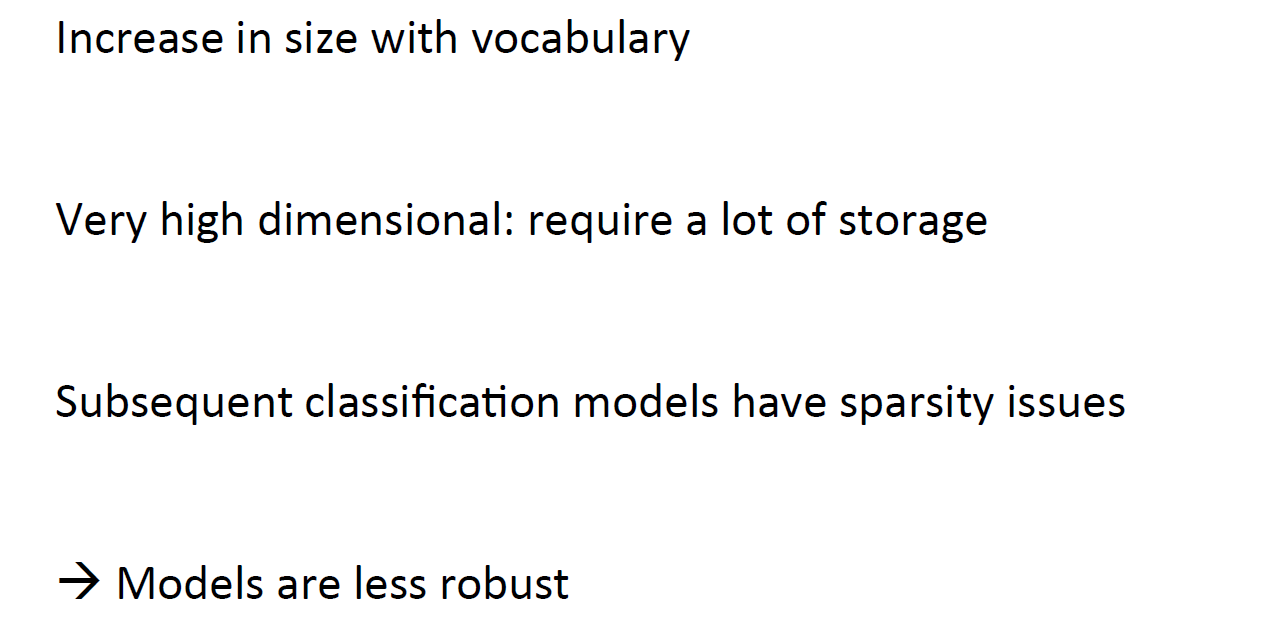 Increase in size with vocabulary
Very high dimensional: require a lot of storage
Subsequent classification models have sparsity issues
→ Models are less robust